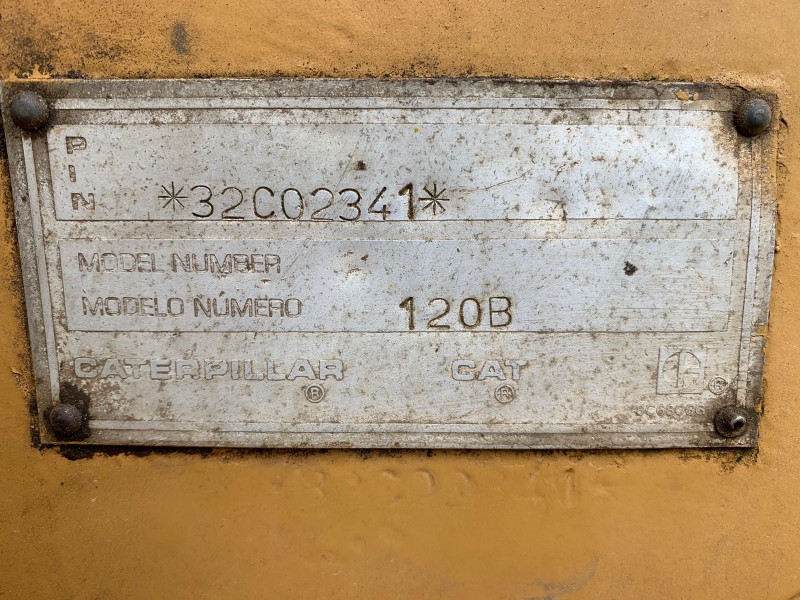 PIN *32C02341*
MODEL NUMBER
MODELO NÚMERO 120B
CATERPILLAR ® CAT ® ®